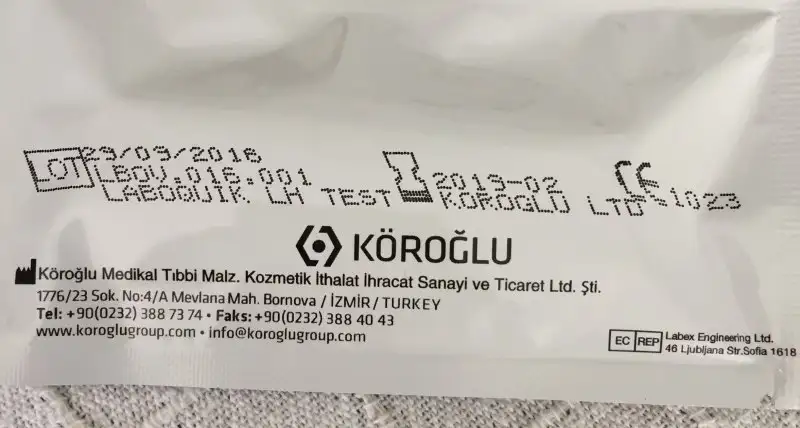 LOT 29/09/2016
LBOV.016.001 2019-02 CE 1023
LABOQUIK LH TEST KOROGLU LTD
KÖROĞLU
Köroğlu Medikal Tıbbi Malz. Kozmetik İthalat İhracat Sanayi ve Ticaret Ltd. Şti.
1776/23 Sok. No:4/A Mevlana Mah. Bornova / İZMİR / TURKEY
Tel: +90(0232) 388 73 74 • Faks: +90(0232) 388 40 43
www.koroglugroup.com • info@koroglugroup.com
EC REP Labex Engineering Ltd.
46 Ljubljana Str.Sofia 1618